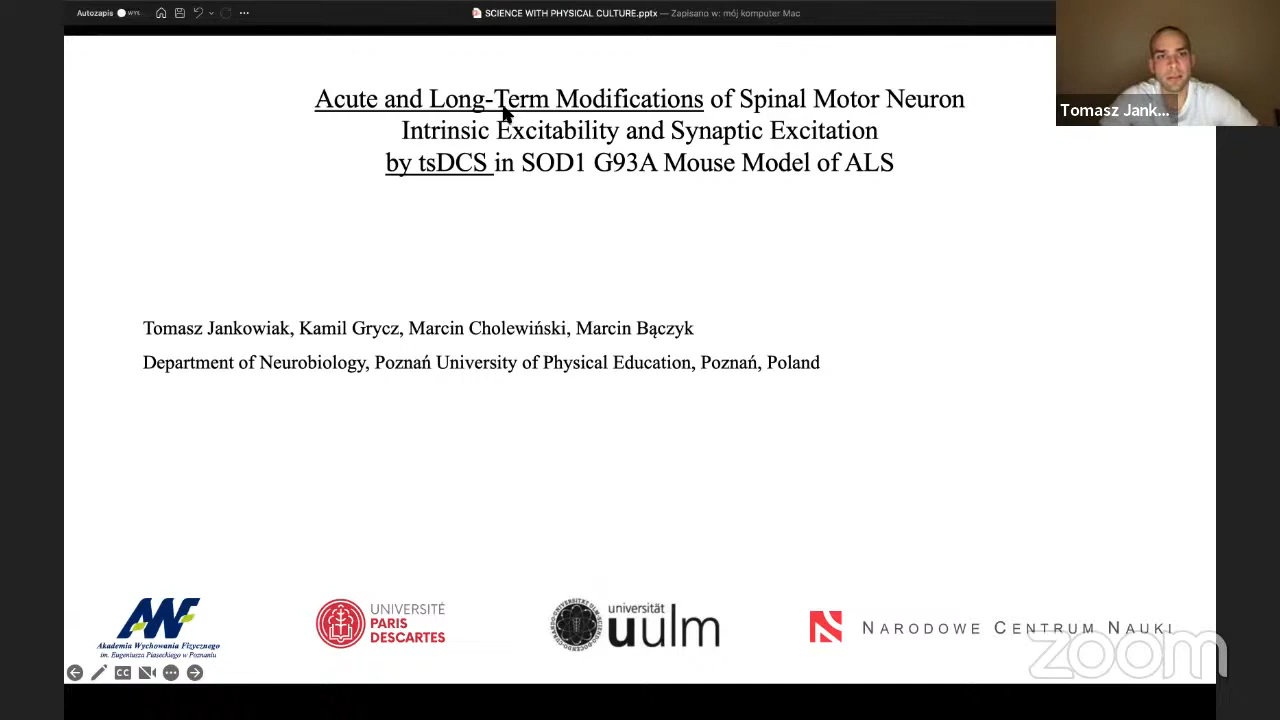 Autozapis
SCIENCE WITH PHYSICAL CULTURE.pptx — Zapisano w: mój komputer Mac
Tomasz Jank...
Acute and Long-Term Modifications of Spinal Motor Neuron
Intrinsic Excitability and Synaptic Excitation
by tsDCS in SOD1 G93A Mouse Model of ALS
Tomasz Jankowiak, Kamil Grycz, Marcin Cholewiński, Marcin Bączyk
Department of Neurobiology, Poznań University of Physical Education, Poznań, Poland
AWF
Akademia Wychowania Fizycznego
im. Eugeniusza Piaseckiego w Poznaniu
UNIVERSITÉ
PARIS
DESCARTES
universität
uulm
NARODOWE CENTRUM NAUKI
CC
zoom